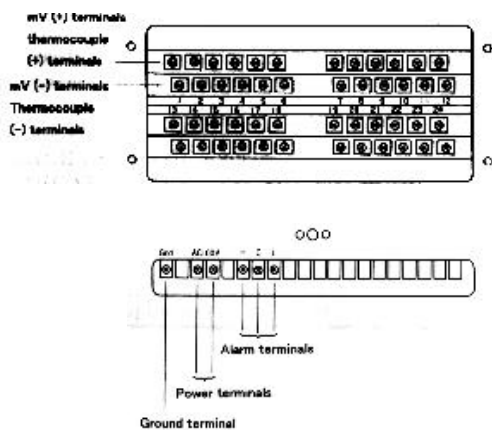 mV (+) terminals
thermocouple
(+) terminals
mV (-) terminals
Thermocouple
(-) terminals
1 2 3 4 5 6 7 8 9 10 11 12
13 14 15 16 17 18 19 20 21 22 23 24
Alarm terminals
Power terminals
Ground terminal